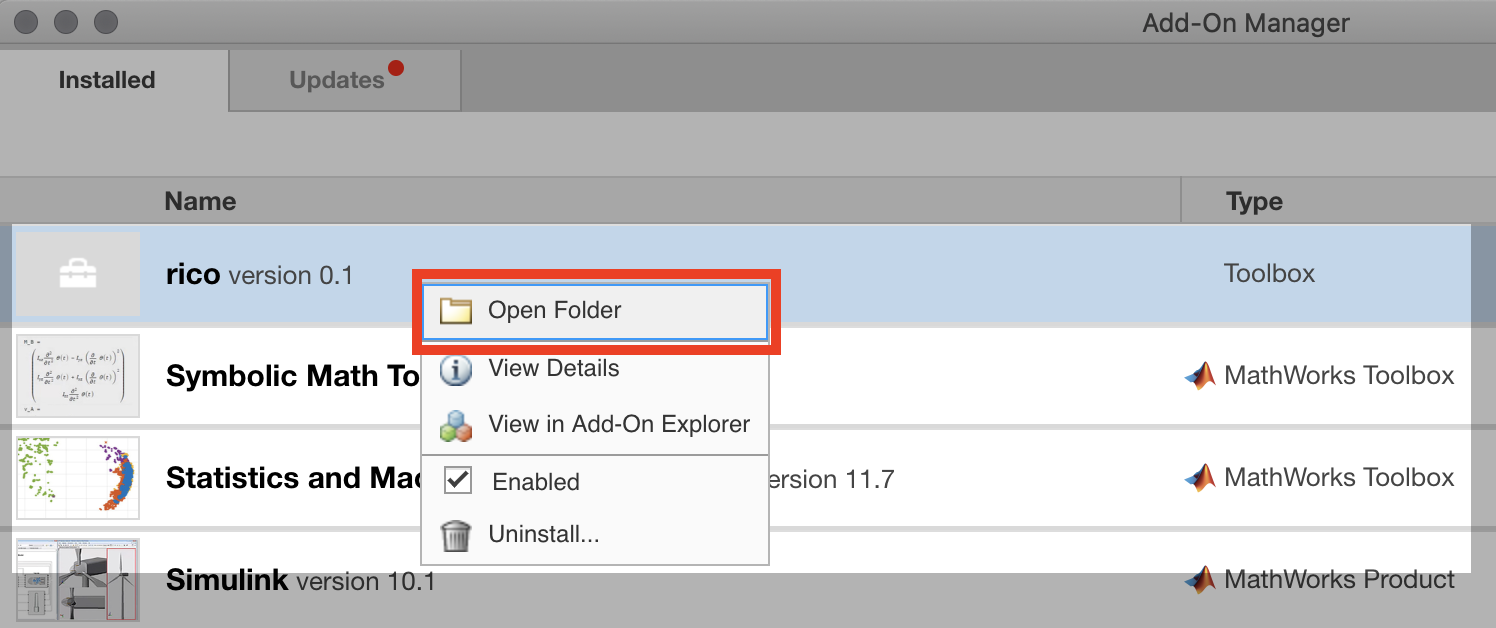 Add-On Manager
Installed
Updates
Name
Type
rico version 0.1
Toolbox
Open Folder
View Details
View in Add-On Explorer
Enabled
Uninstall...
Symbolic Math To
MathWorks Toolbox
Statistics and Mac
ersion 11.7
MathWorks Toolbox
Simulink version 10.1
MathWorks Product